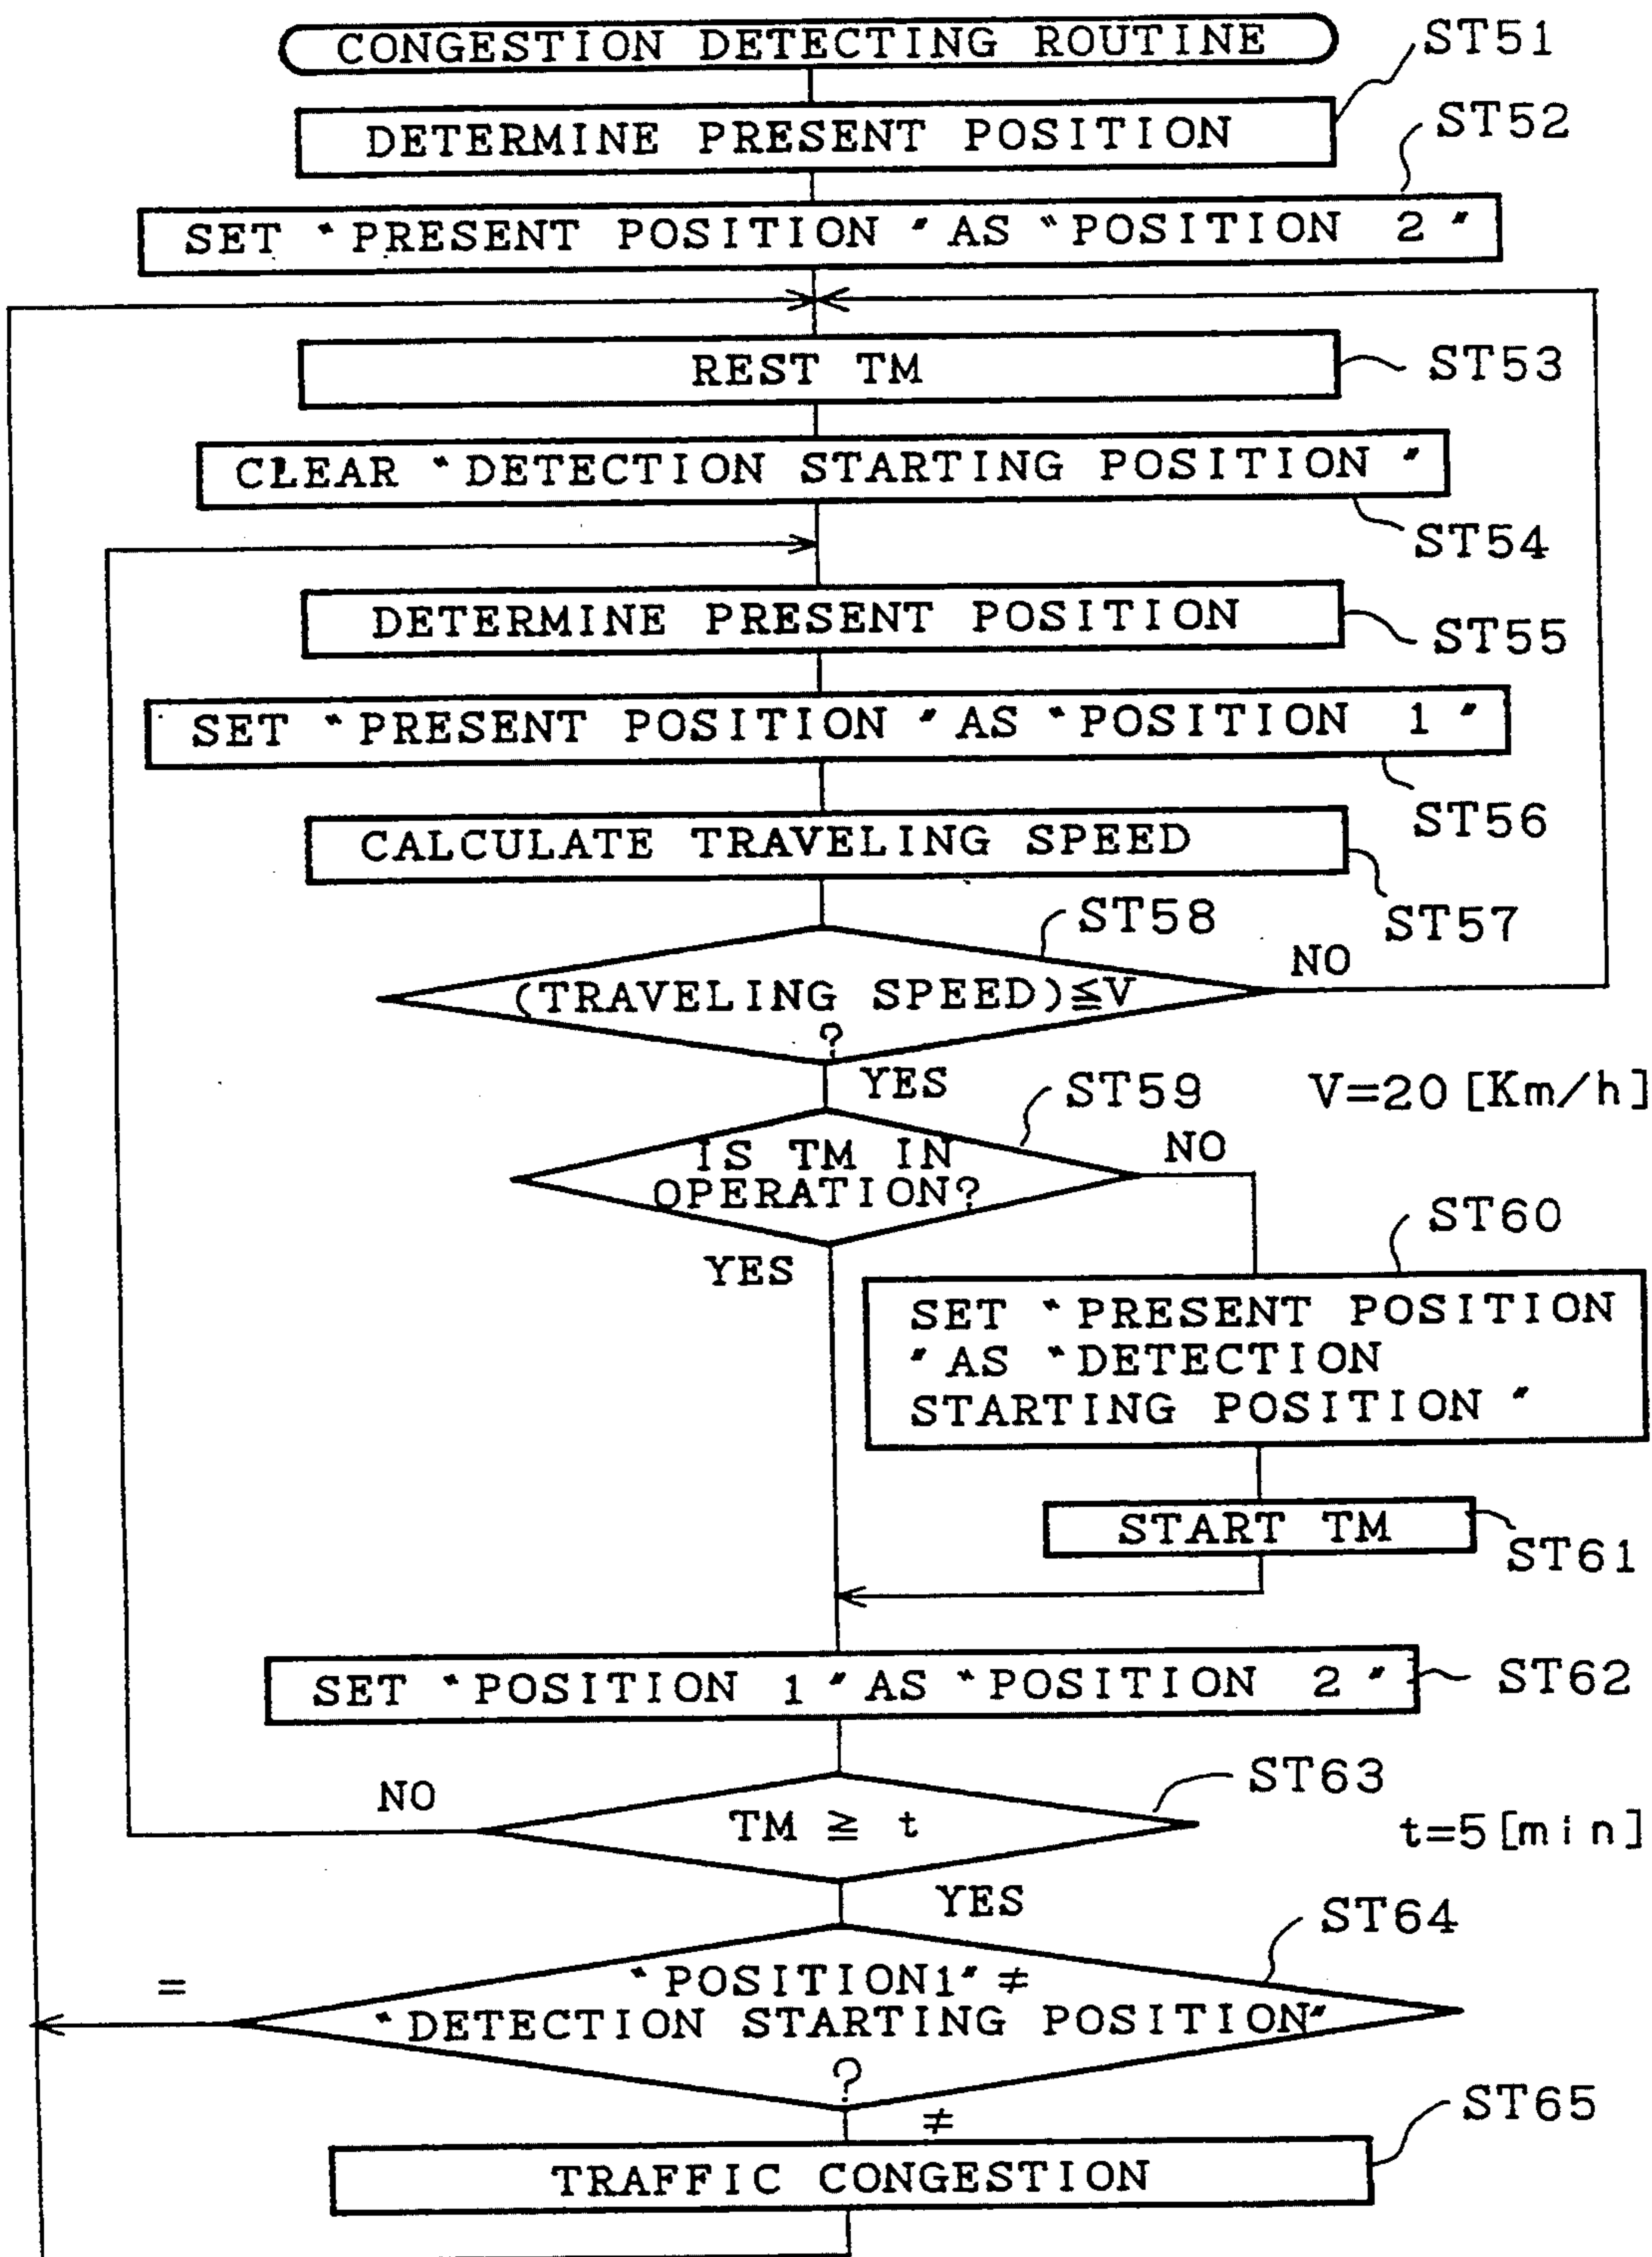 CONGESTION DETECTING ROUTINE
ST51
DETERMINE PRESENT POSITION
ST52
SET "PRESENT POSITION" AS "POSITION 2"
REST TM
ST53
CLEAR "DETECTION STARTING POSITION"
ST54
DETERMINE PRESENT POSITION
ST55
SET "PRESENT POSITION" AS "POSITION 1"
ST56
CALCULATE TRAVELING SPEED
ST57
ST58
(TRAVELING SPEED)≦V
?
NO
YES
V=20[Km/h]
ST59
IS TM IN
OPERATION?
NO
YES
ST60
SET "PRESENT POSITION
" AS "DETECTION
STARTING POSITION"
START TM
ST61
SET "POSITION 1" AS "POSITION 2"
ST62
ST63
NO
TM ≧ t
t=5[min]
YES
ST64
"POSITION1" ≠
"DETECTION STARTING POSITION"
?
=
≠
ST65
TRAFFIC CONGESTION